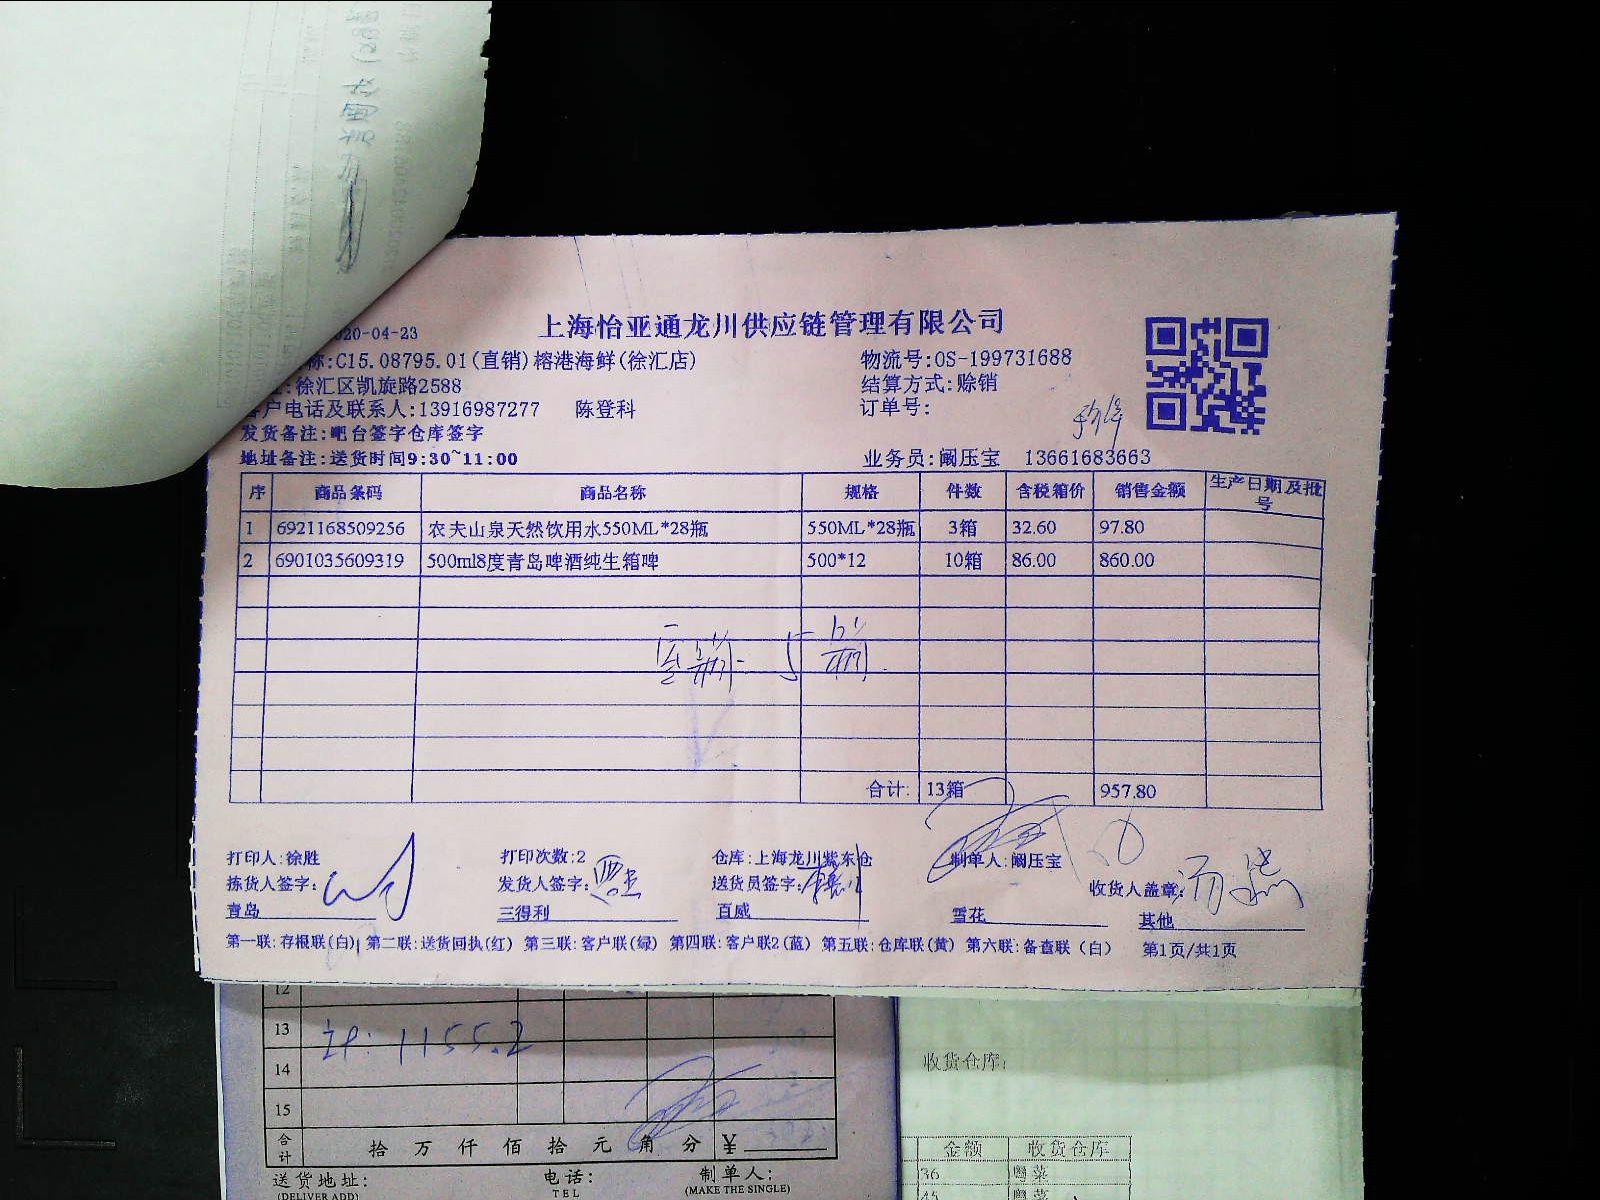 20-04-23
上海怡亚通龙川供应链管理有限公司
称:C15.08795.01(直销)榕港海鲜(徐汇店)
物流号:OS-199731688
:徐汇区凯旋路2588
结算方式:赊销
客户电话及联系人:13916987277 陈登科
订单号:
发货备注:吧台签字仓库签字
地址备注:送货时间9:30~11:00
业务员:阚压宝 13661683663
序 商品条码 商品名称 规格 件数 含税箱价 销售金额 生产日期及批号
1 6921168509256 农夫山泉天然饮用水550ML*28瓶 550ML*28瓶 3箱 32.60 97.80
2 6901035609319 500ml8度青岛啤酒纯生箱啤 500*12 10箱 86.00 860.00
合计: 13箱 957.80
打印人:徐胜 打印次数:2 仓库:上海龙川紫东仓 制单人:阚压宝
拣货人签字: 发货人签字: 送货员签字: 收货人盖章:
青岛 三得利 百威 雪花 其他
第一联:存根联(白) 第二联:送货回执(红) 第三联:客户联(绿) 第四联:客户联2(蓝) 第五联:仓库联(黄) 第六联:备查联(白) 第1页/共1页
12
13 计: 1155.2
14
15
合计 拾 万 仟 佰 拾 元 角 分 ¥
送货地址: 电话: 制单人:
(DELIVER ADD) TEL (MAKE THE SINGLE)
收货仓库:
金额 收货仓库
36 粤菜
45 粤菜